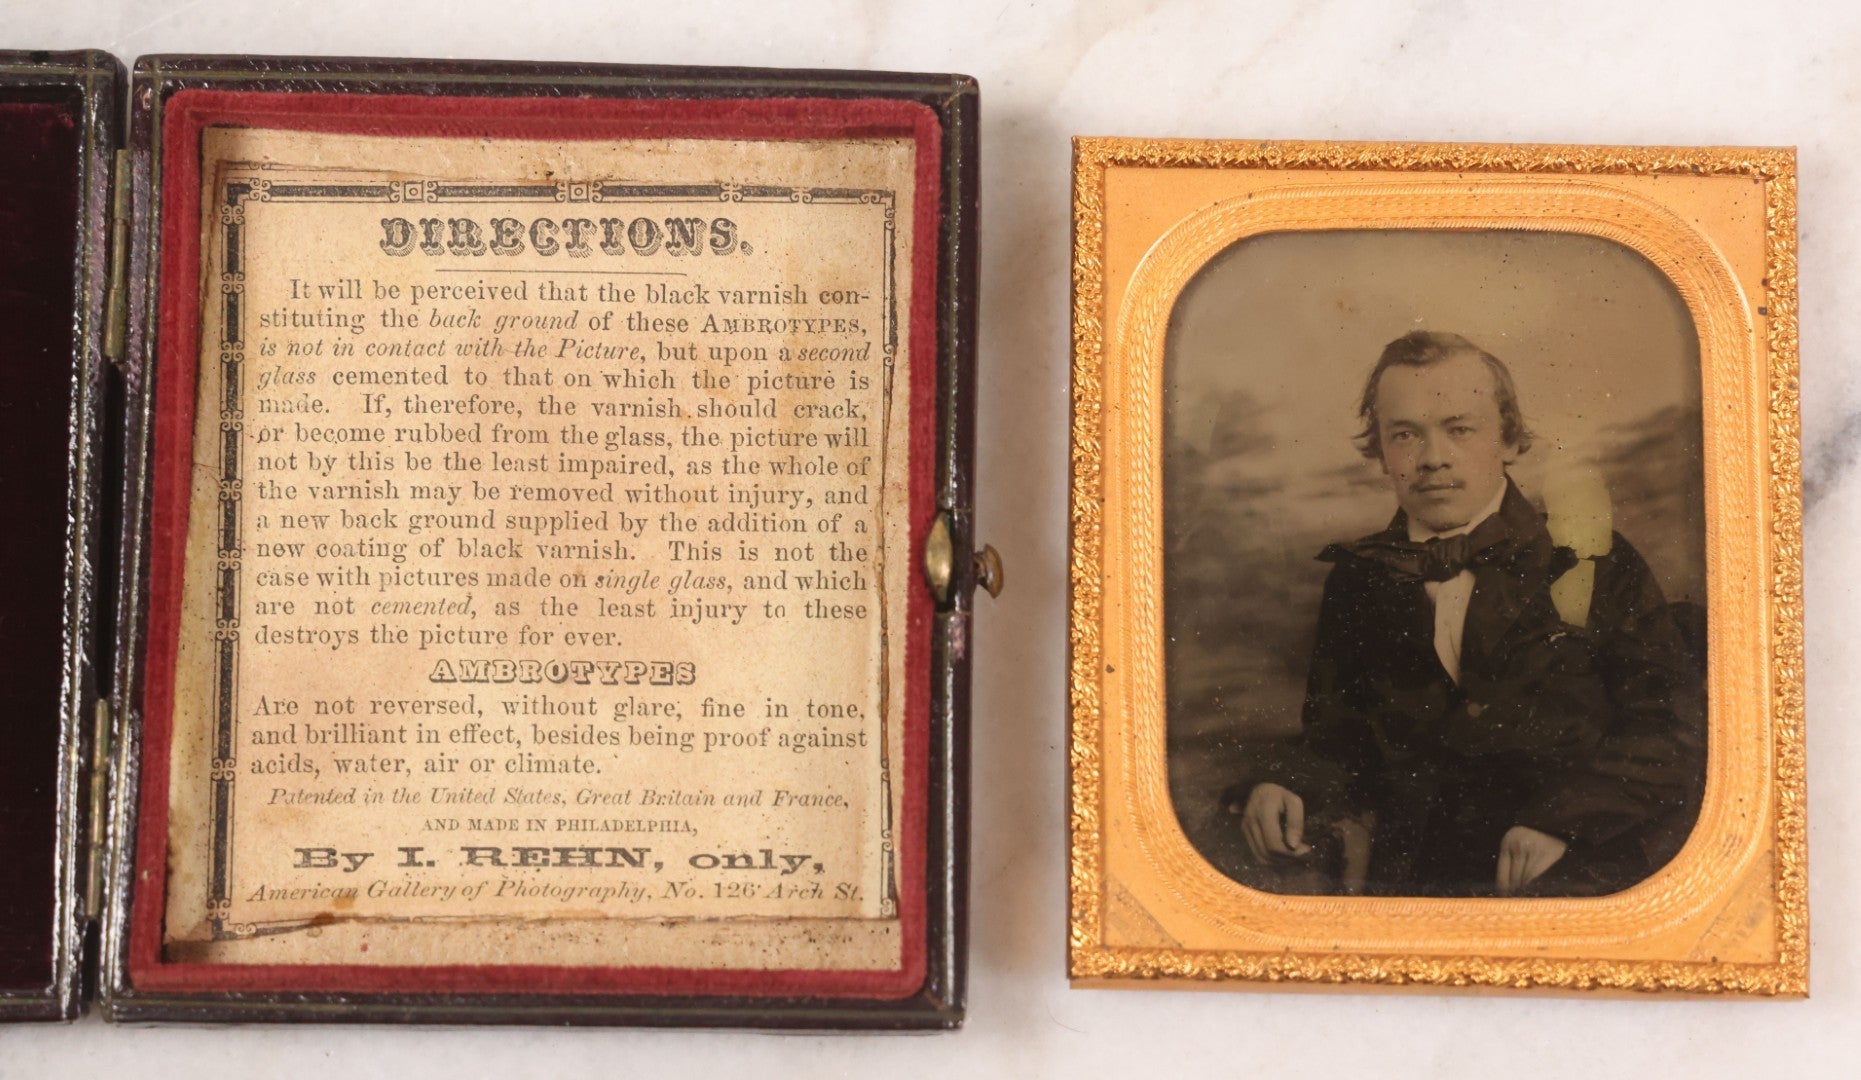 DIRECTIONS.
It will be perceived that the black varnish con-
stituting the back ground of these AMBROTYPES,
is not in contact with the Picture, but upon a second
glass cemented to that on which the picture is
made. If, therefore, the varnish should crack,
or become rubbed from the glass, the picture will
not by this be the least impaired, as the whole of
the varnish may be removed without injury, and
a new back ground supplied by the addition of a
new coating of black varnish. This is not the
case with pictures made on single glass, and which
are not cemented, as the least injury to these
destroys the picture for ever.
AMBROTYPES
Are not reversed, without glare, fine in tone,
and brilliant in effect, besides being proof against
acids, water, air or climate.
Patented in the United States, Great Britain and France,
AND MADE IN PHILADELPHIA,
By I. REHN, only,
American Gallery of Photography, No. 126 Arch St.